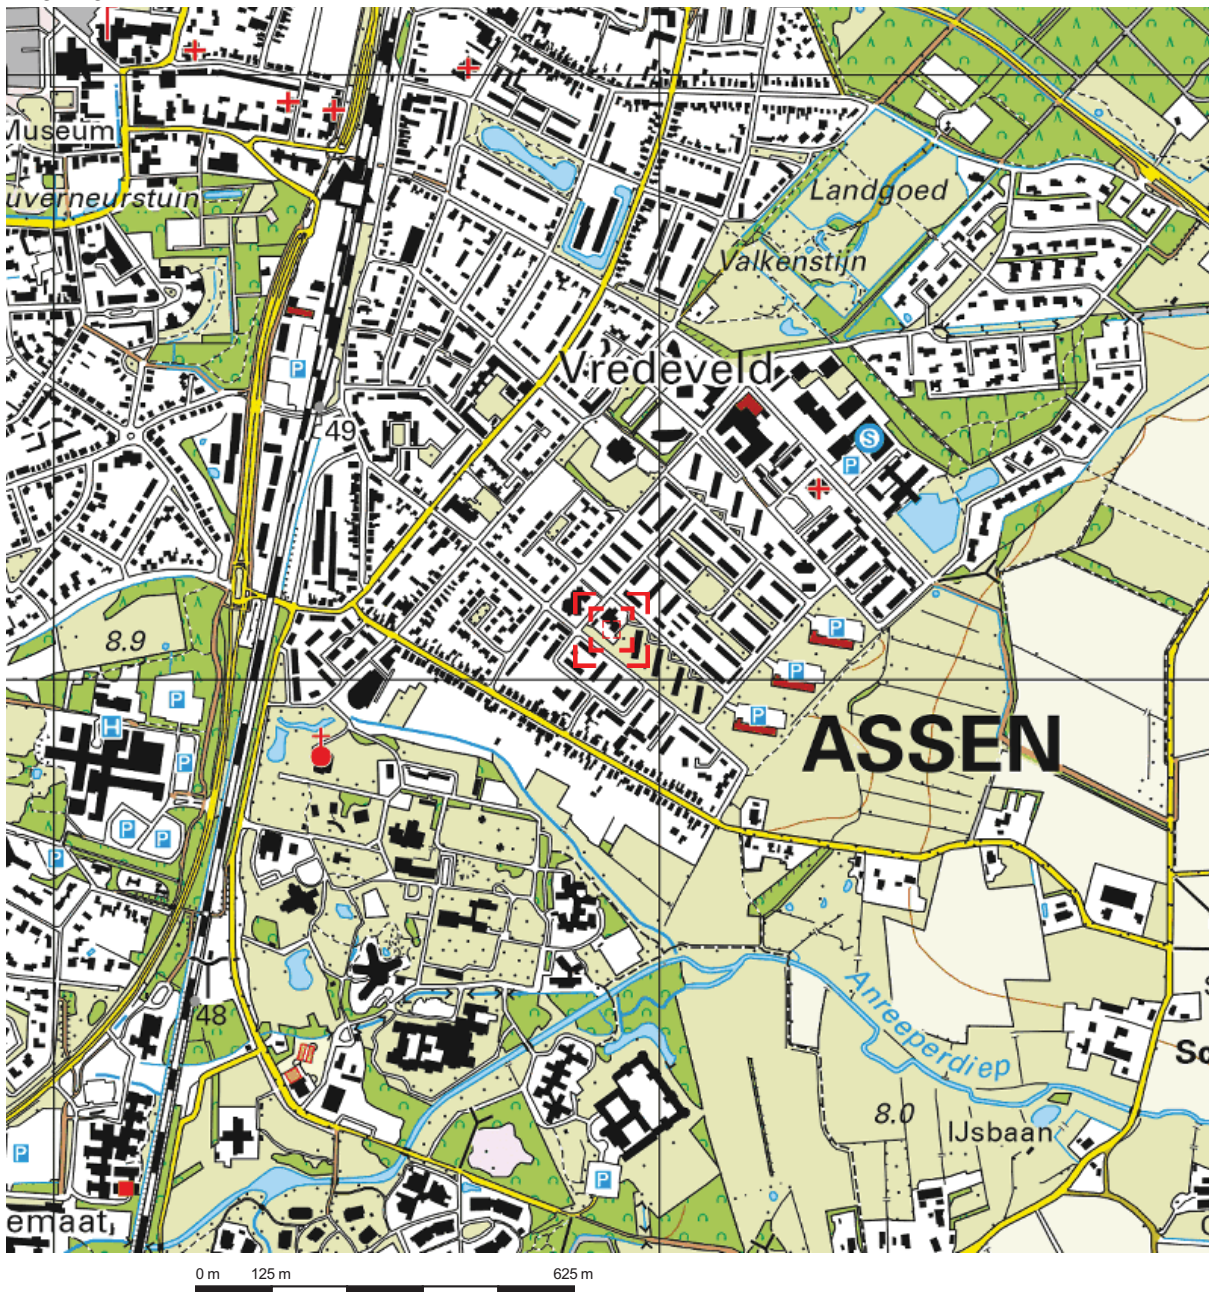 Museum
uverneurstuin
Landgoed
Valkenstijn
Vredeveld
P
49
S
P
8.9
P
P
P
P
H
P
ASSEN
P
P
P
48
Anreeperdiep
Sc
8.0
IJsbaan
P
P
emaat
0 m 125 m 625 m